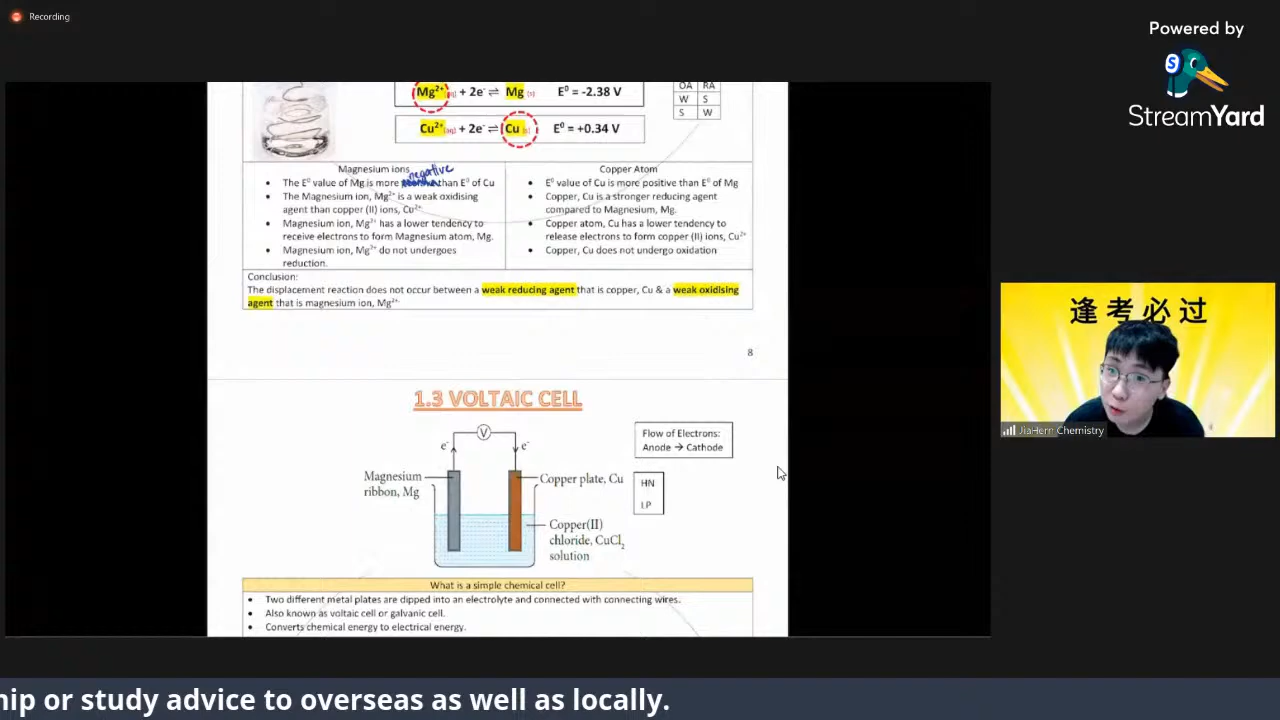 Recording
Powered by
StreamYard
Mg2+(aq) + 2e- ⇌ Mg (s) E0 = -2.38 V
OA RA
W S
S W
Cu2+(aq) + 2e- ⇌ Cu (s) E0 = +0.34 V
Magnesium ions
negative
• The E0 value of Mg is more than E0 of Cu
• The Magnesium ion, Mg2+ is a weak oxidising
agent than copper (II) ions, Cu2+.
• Magnesium ion, Mg2+ has a lower tendency to
receive electrons to form Magnesium atom, Mg.
• Magnesium ion, Mg2+ do not undergoes
reduction.
Copper Atom
• E0 value of Cu is more positive than E0 of Mg
• Copper, Cu is a stronger reducing agent
compared to Magnesium, Mg.
• Copper atom, Cu has a lower tendency to
release electrons to form copper (II) ions, Cu2+
• Copper, Cu does not undergo oxidation
Conclusion:
The displacement reaction does not occur between a weak reducing agent that is copper, Cu & a weak oxidising
agent that is magnesium ion, Mg2+.
8
1.3 VOLTAIC CELL
V
e-
e-
Flow of Electrons:
Anode → Cathode
Magnesium
ribbon, Mg
Copper plate, Cu
HN
LP
Copper(II)
chloride, CuCl2
solution
What is a simple chemical cell?
• Two different metal plates are dipped into an electrolyte and connected with connecting wires.
• Also known as voltaic cell or galvanic cell.
• Converts chemical energy to electrical energy.
逢考必过
JiaHern Chemistry
hip or study advice to overseas as well as locally.